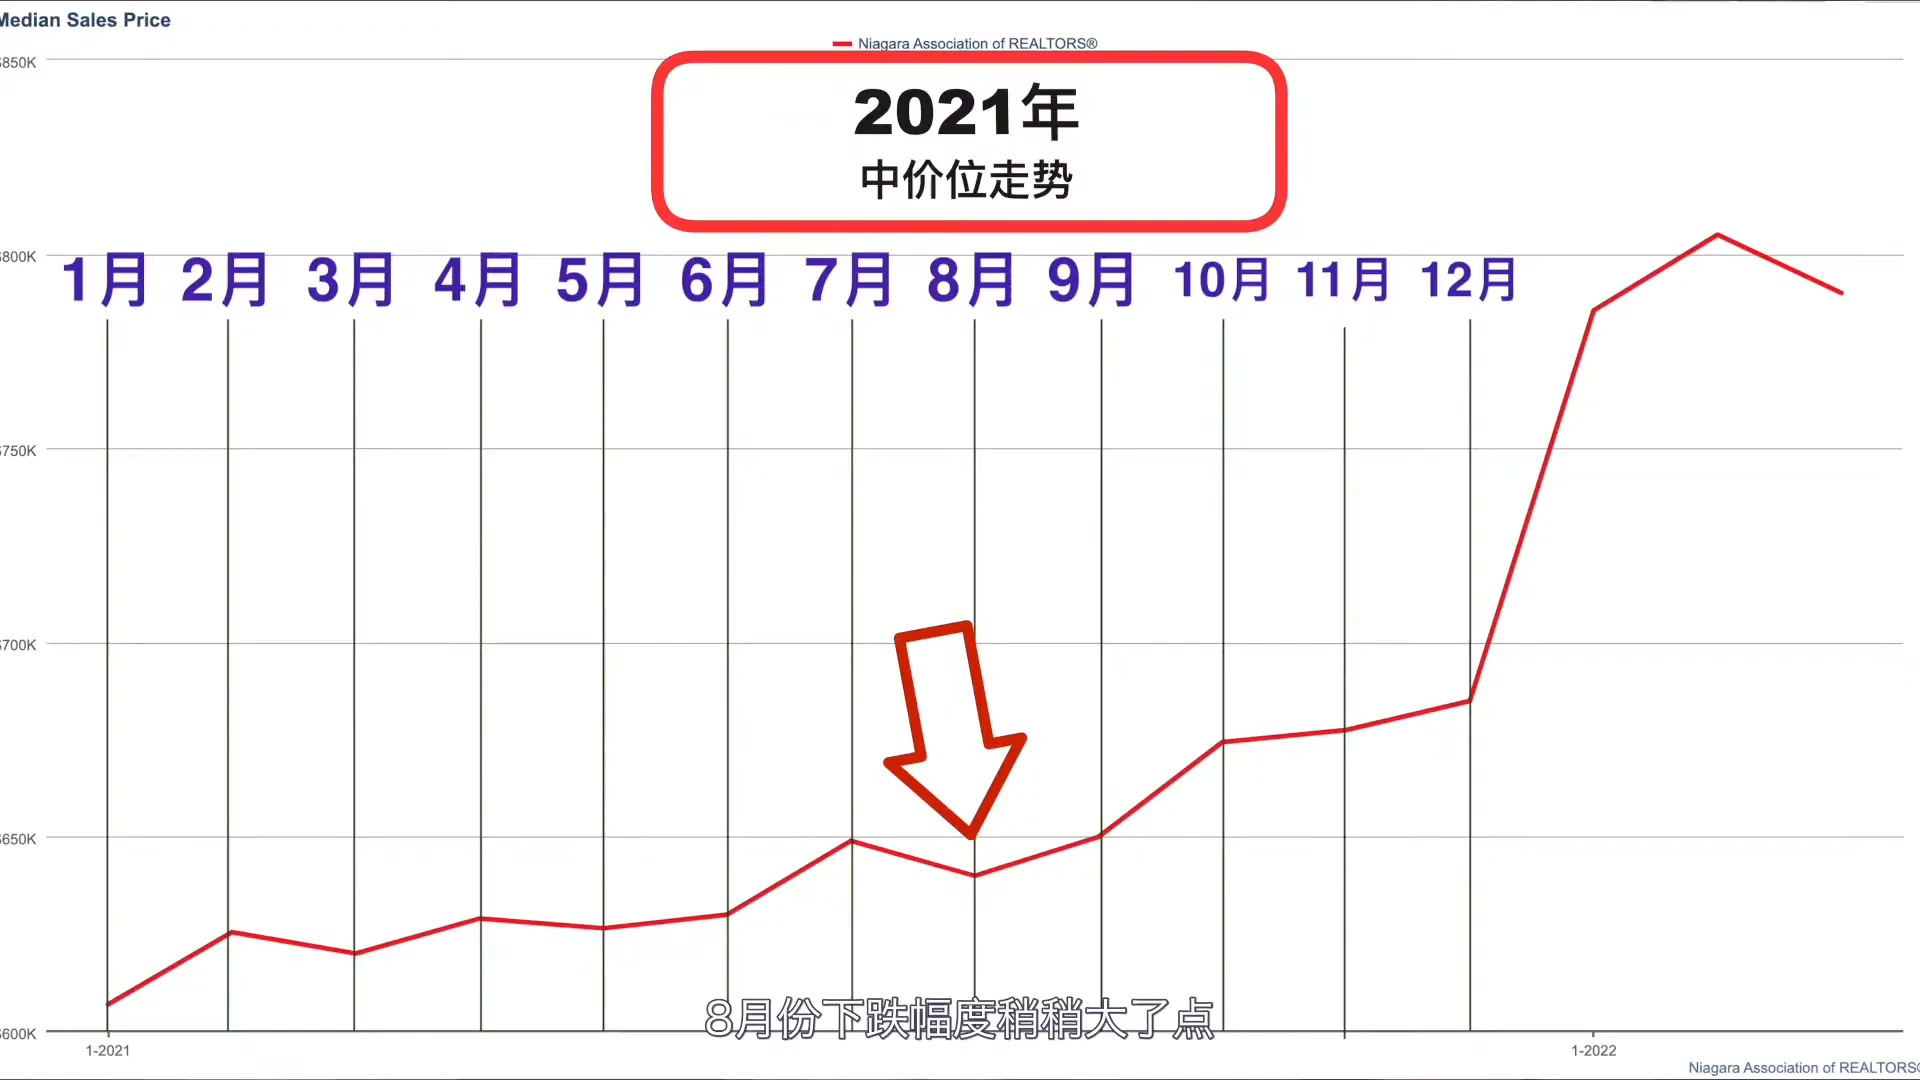 Median Sales Price
Niagara Association of REALTORS®
$850K
2021年
中价位走势
$800K
1月 2月 3月 4月 5月 6月 7月 8月 9月 10月 11月 12月
$750K
$700K
$650K
8月份下跌幅度稍稍大了点
$600K
1-2021
1-2022
Niagara Association of REALTORS®